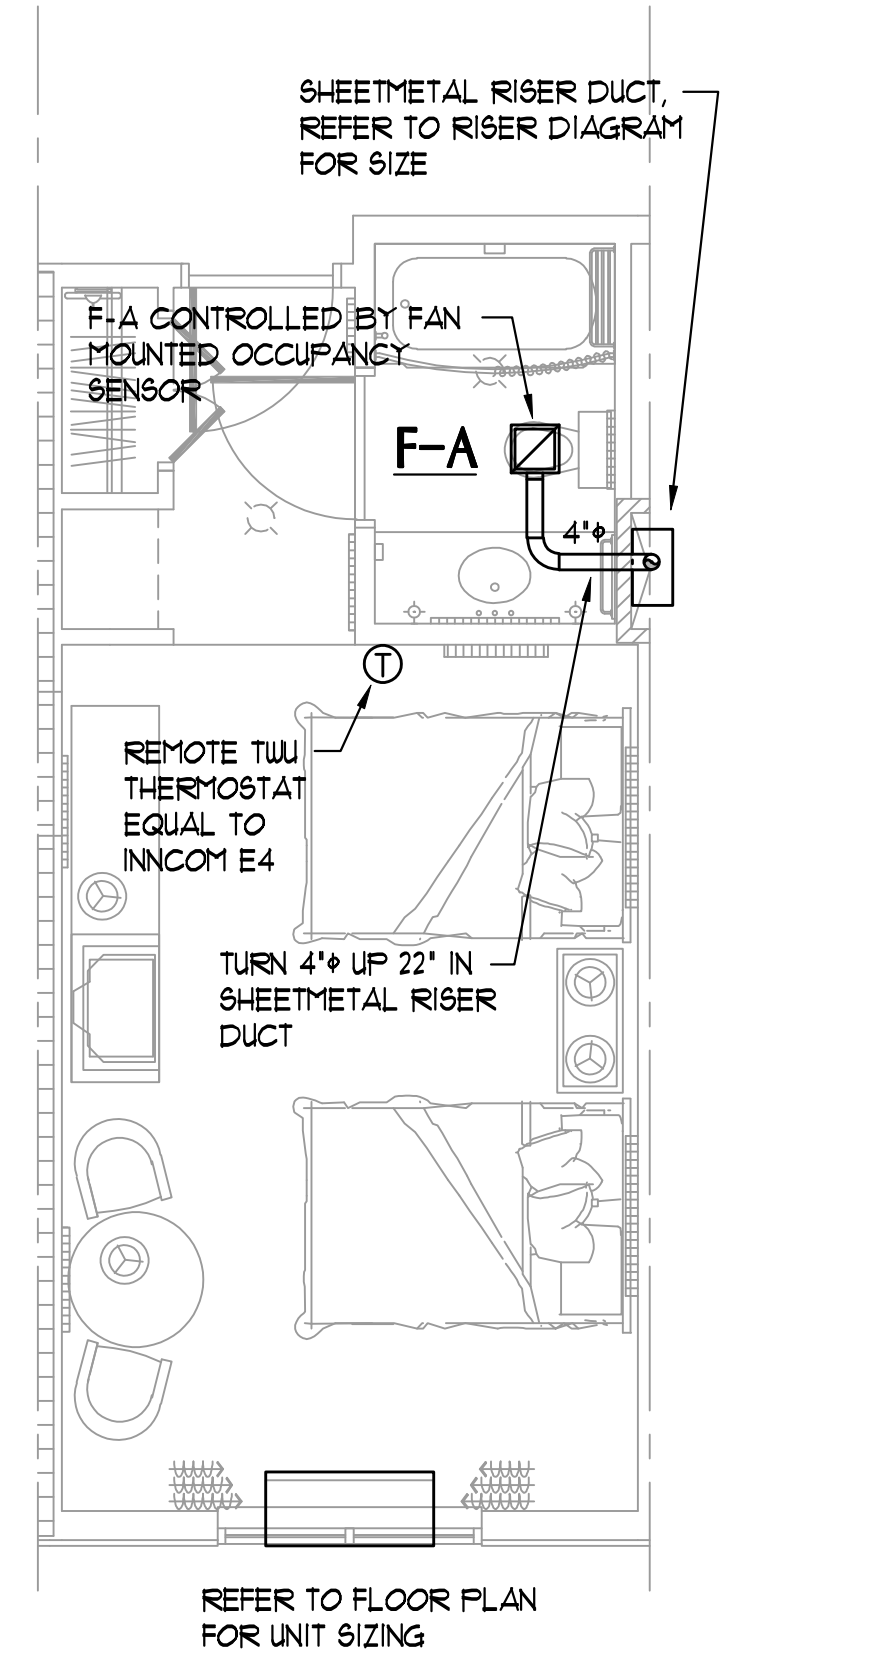 SHEETMETAL RISER DUCT,
REFER TO RISER DIAGRAM
FOR SIZE
F-A CONTROLLED BY FAN
MOUNTED OCCUPANCY
SENSOR
F-A
4"ϕ
T
REMOTE TWU
THERMOSTAT
EQUAL TO
INNCOM E4
TURN 4"ϕ UP 22" IN
SHEETMETAL RISER
DUCT
REFER TO FLOOR PLAN
FOR UNIT SIZING